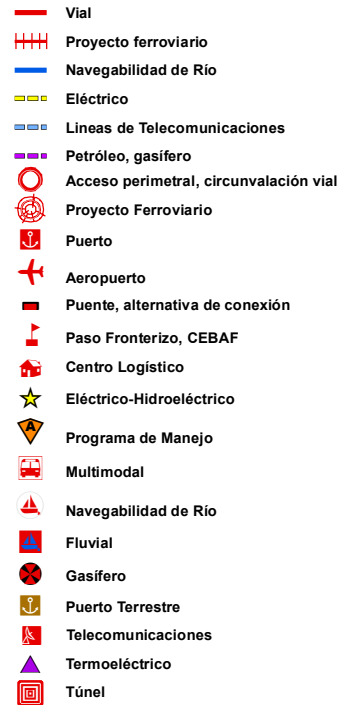 Vial
Proyecto ferroviario
Navegabilidad de Río
Eléctrico
Lineas de Telecomunicaciones
Petróleo, gasífero
Acceso perimetral, circunvalación vial
Proyecto Ferroviario
Puerto
Aeropuerto
Puente, alternativa de conexión
Paso Fronterizo, CEBAF
Centro Logístico
Eléctrico-Hidroeléctrico
A
Programa de Manejo
Multimodal
Navegabilidad de Río
Fluvial
Gasífero
Puerto Terrestre
Telecomunicaciones
Termoeléctrico
Túnel